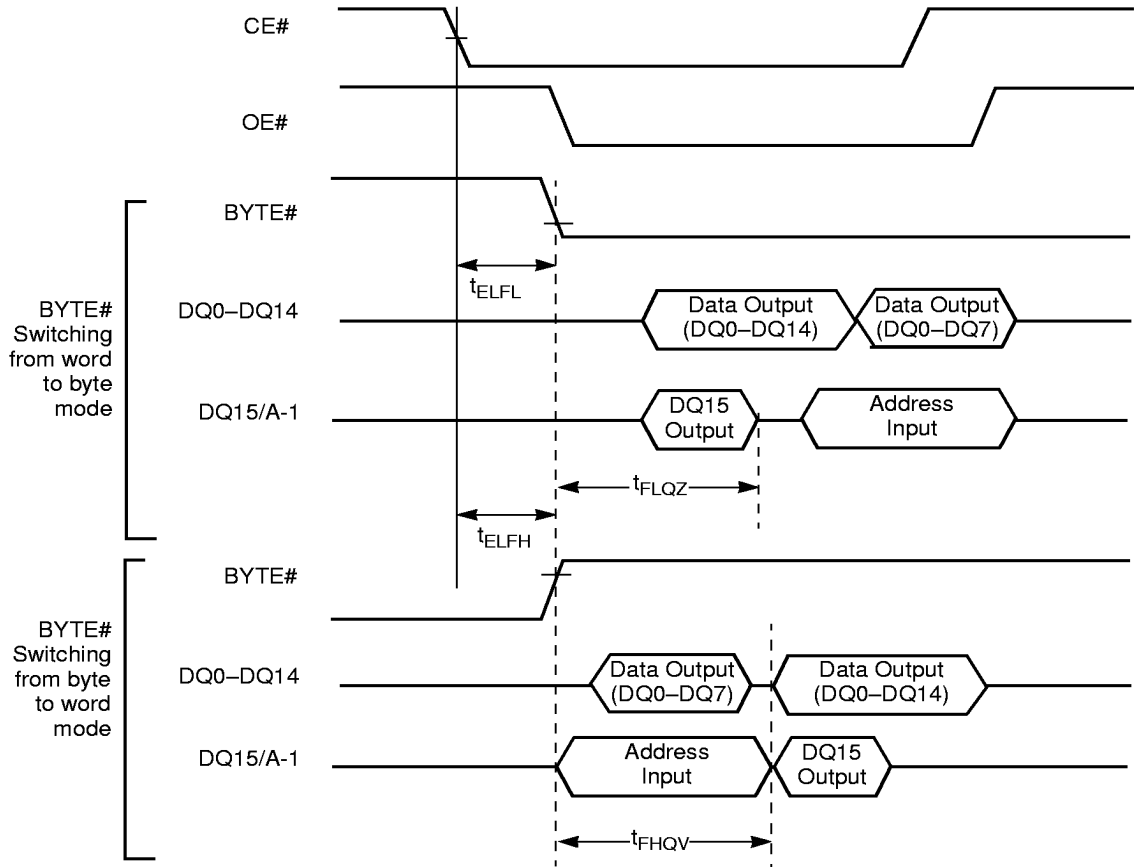 CE#
OE#
BYTE#
tELFL
BYTE#
Switching
from word
to byte
mode
DQ0–DQ14
Data Output
(DQ0–DQ14)
Data Output
(DQ0–DQ7)
DQ15/A-1
DQ15
Output
Address
Input
tFLQZ
tELFH
BYTE#
BYTE#
Switching
from byte
to word
mode
DQ0–DQ14
Data Output
(DQ0–DQ7)
Data Output
(DQ0–DQ14)
DQ15/A-1
Address
Input
DQ15
Output
tFHQV